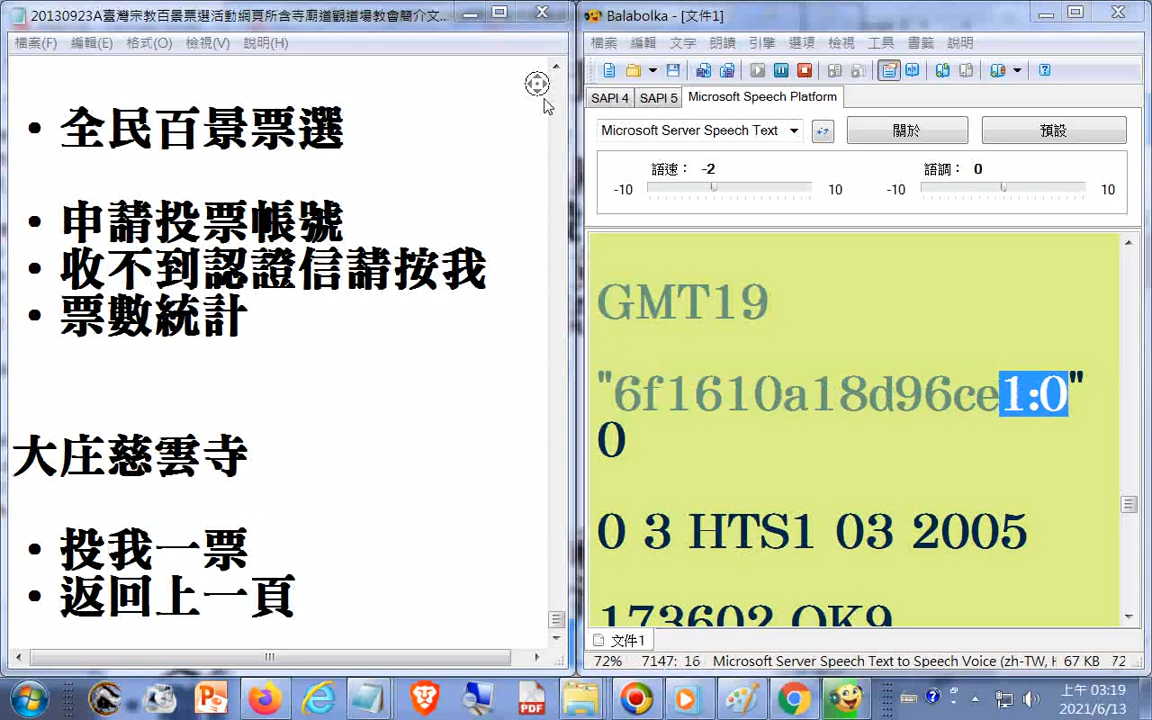 20130923A臺灣宗教百景票選活動網頁所含寺廟道觀道場教會簡介文...
檔案(F) 編輯(E) 格式(O) 檢視(V) 說明(H)
• 全民百景票選
• 申請投票帳號
• 收不到認證信請按我
• 票數統計
大庄慈雲寺
• 投我一票
• 返回上一頁
Balabolka - [文件1]
檔案 編輯 文字 朗讀 引擎 選項 檢視 工具 書籤 說明
SAPI 4 SAPI 5 Microsoft Speech Platform
Microsoft Server Speech Text 關於 預設
語速: -2 語調: 0
-10 10 -10 10
GMT19
"6f1610a18d96ce1:0"
0
0 3 HTS1 03 2005
173602 OK9
文件1
72% 7147: 16 Microsoft Server Speech Text to Speech Voice (zh-TW, H 67 KB 72
PDF
上午 03:19
2021/6/13